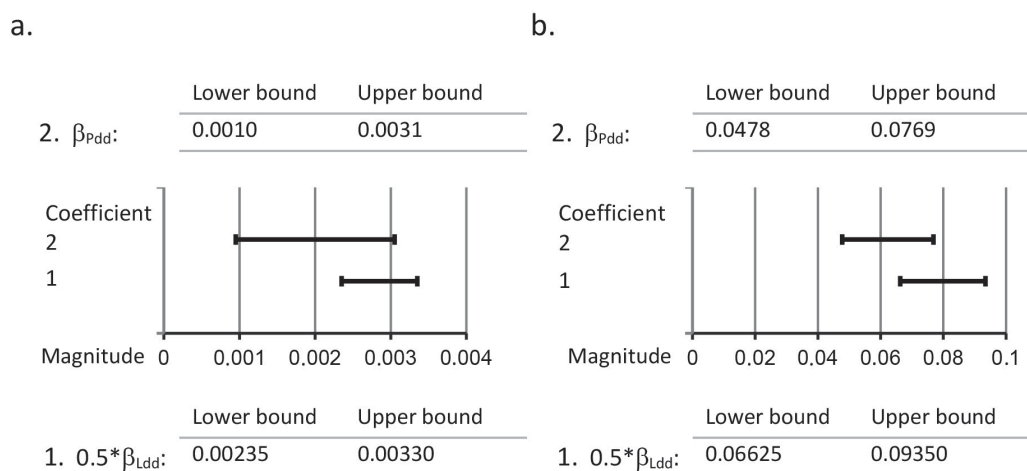 a.
Lower bound Upper bound
2. βPdd: 0.0010 0.0031
Coefficient
2
1
Magnitude 0 0.001 0.002 0.003 0.004
Lower bound Upper bound
1. 0.5*βLdd: 0.00235 0.00330
b.
Lower bound Upper bound
2. βPdd: 0.0478 0.0769
Coefficient
2
1
Magnitude 0 0.02 0.04 0.06 0.08 0.1
Lower bound Upper bound
1. 0.5*βLdd: 0.06625 0.09350